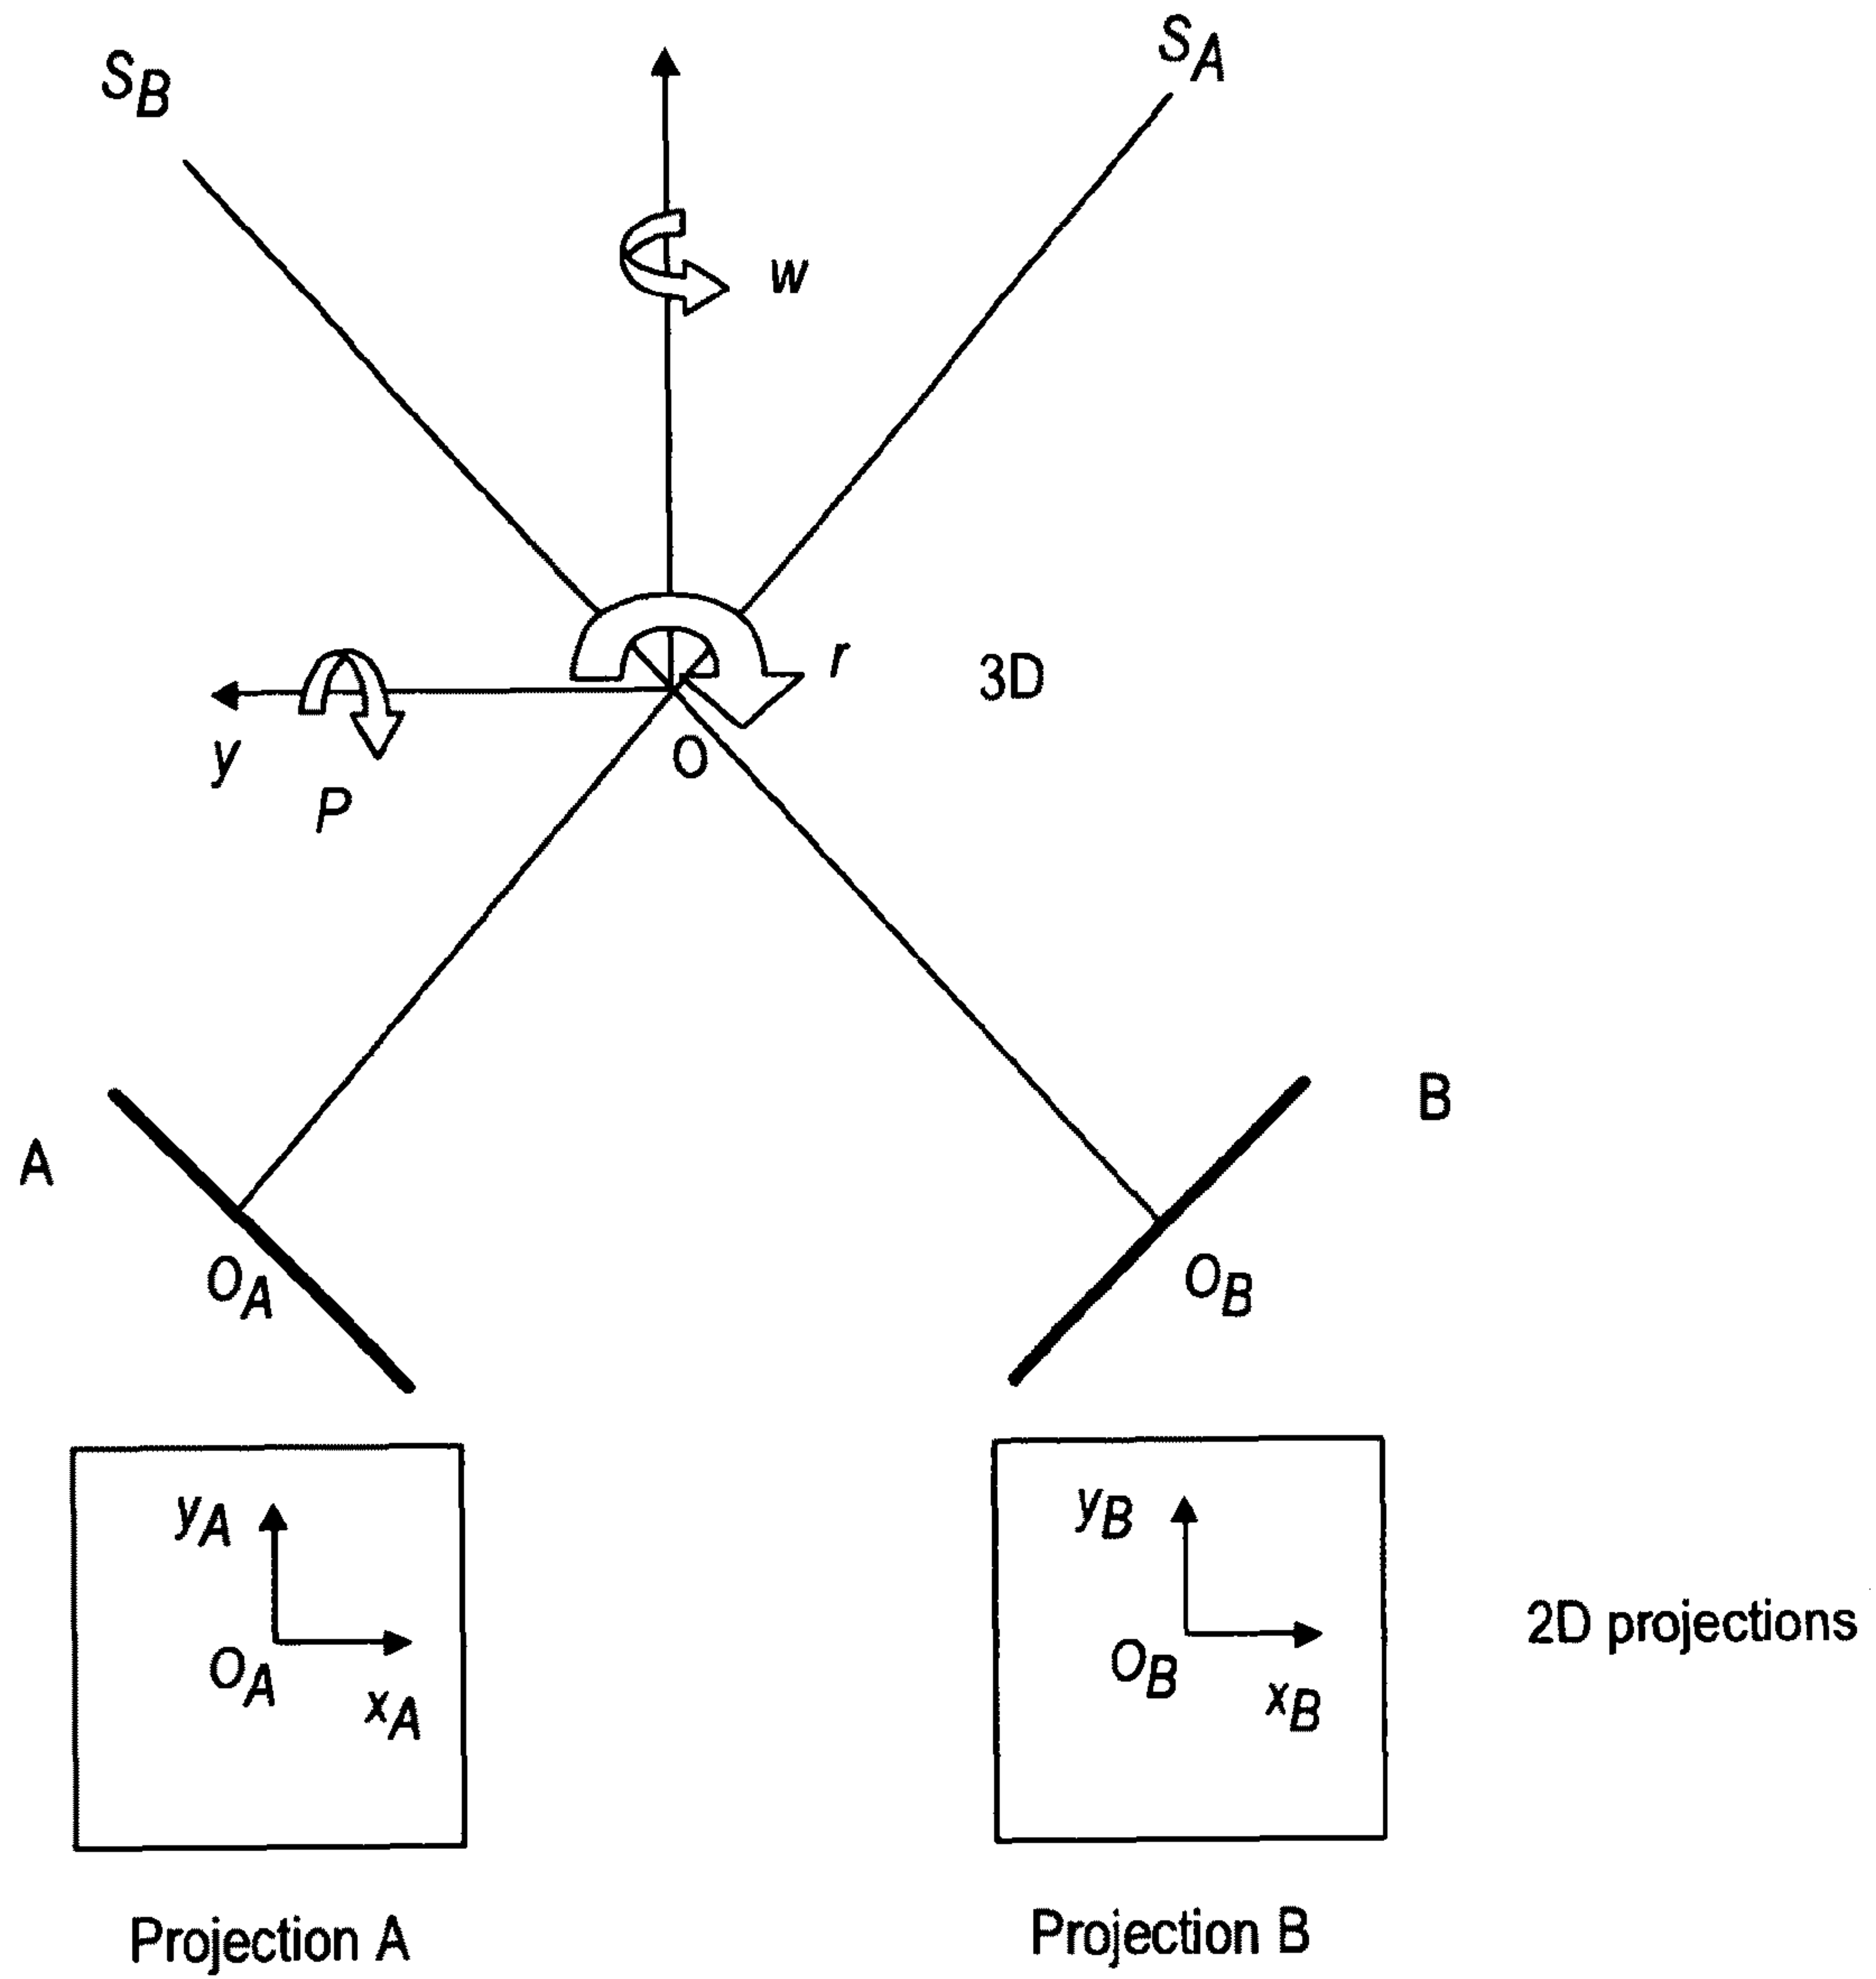 S_B
S_A
w
r
3D
y
P
O
A
B
O_A
O_B
y_A
O_A
x_A
y_B
O_B
x_B
2D projections
Projection A
Projection B